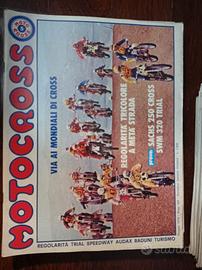 MOTOCROSS
VIA AI MONDIALI DI CROSS
REGOLARITÀ TRICOLORE
A METÀ STRADA
SACHS 250 CROSS
SWM 320 TRIAL
REGOLARITÀ TRIAL SPEEDWAY AUDAX RADUNI TURISMO
subito